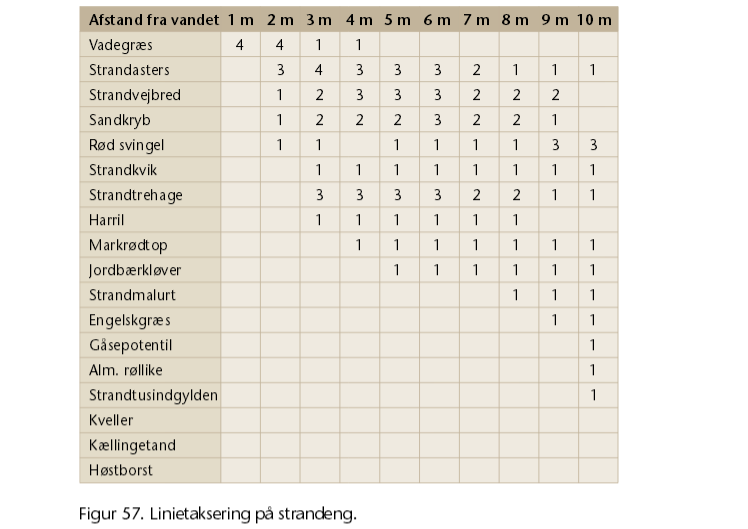 Afstand fra vandet 1 m 2 m 3 m 4 m 5 m 6 m 7 m 8 m 9 m 10 m
Vadegræs 4 4 1 1
Strandasters 3 4 3 3 3 2 1 1 1
Strandvejbred 1 2 3 3 3 2 2 2
Sandkryb 1 2 2 2 3 2 2 1
Rød svingel 1 1 1 1 1 1 3 3
Strandkvik 1 1 1 1 1 1 1 1
Strandtrehage 3 3 3 3 2 2 1 1
Harril 1 1 1 1 1 1
Markrødtop 1 1 1 1 1 1 1
Jordbærkløver 1 1 1 1 1 1
Strandmalurt 1 1 1
Engelskgræs 1 1
Gåsepotentil 1
Alm. røllike 1
Strandtusindgylden 1
Kveller
Kællingetand
Høstborst
Figur 57. Linietaksering på strandeng.